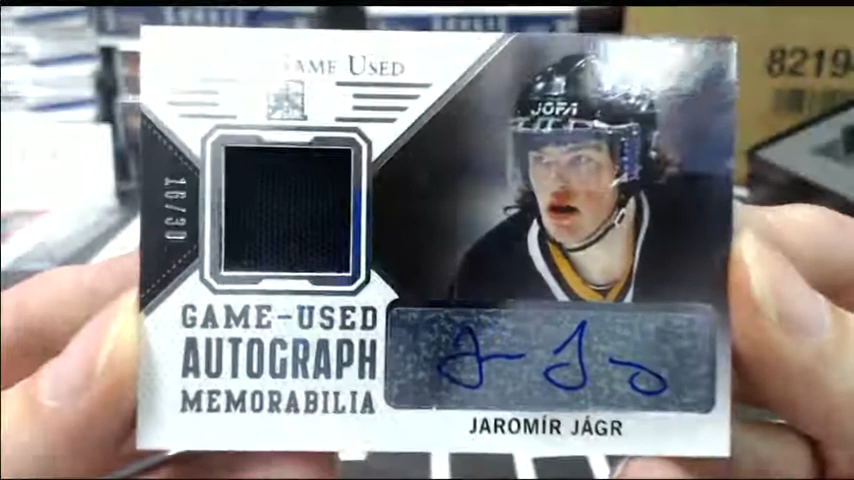 GAME USED
16/30
JOFA
GAME-USED
AUTOGRAPH
MEMORABILIA
JAROMÍR JÁGR
82194